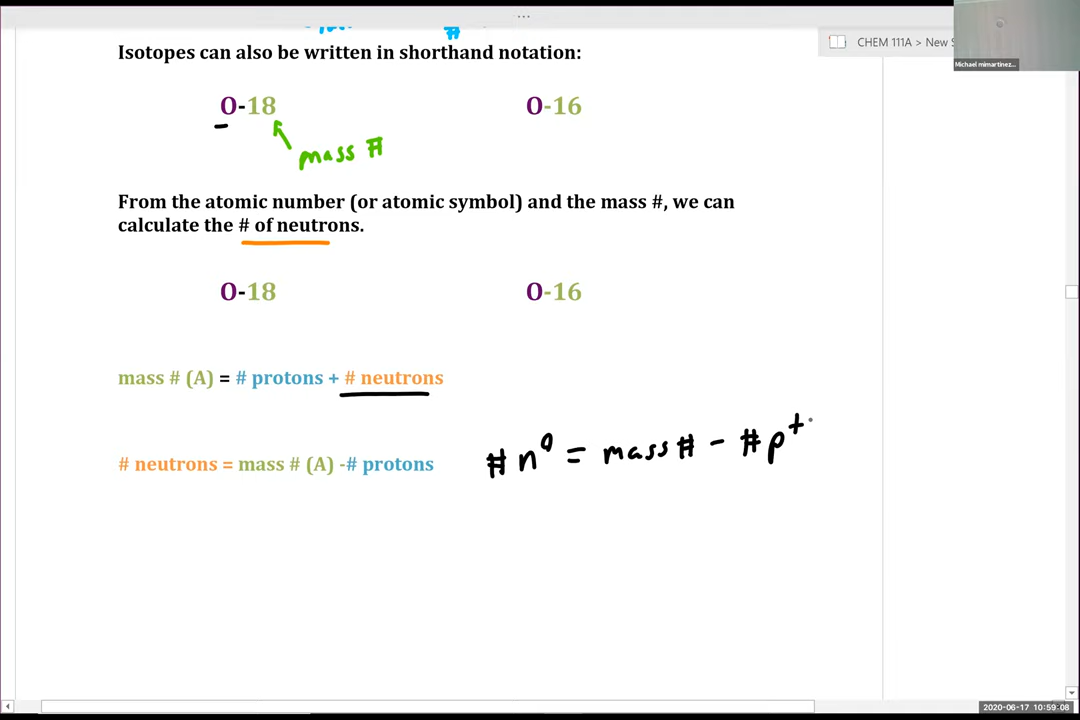 Isotopes can also be written in shorthand notation:
CHEM 111A > New
Michael mimartinez...
O-18
O-16
mass #
From the atomic number (or atomic symbol) and the mass #, we can
calculate the # of neutrons.
O-18
O-16
mass # (A) = # protons + # neutrons
# neutrons = mass # (A) -# protons
# n⁰ = mass # - # p⁺
2020-06-17 10:59:08